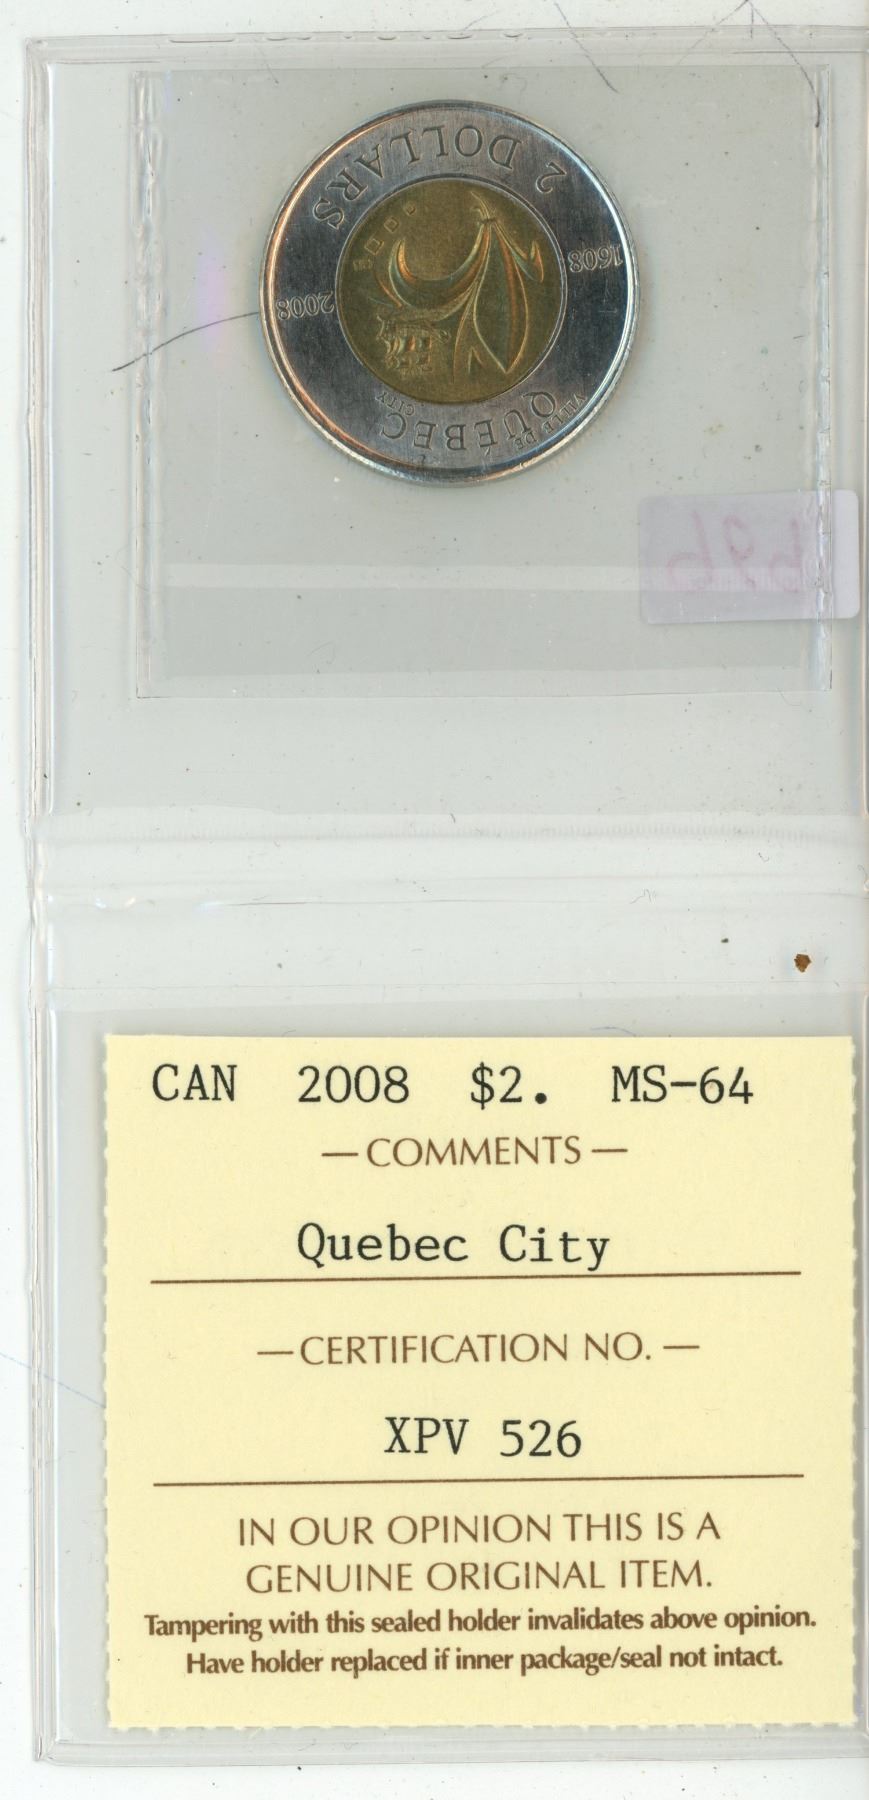 2 DOLLARS
1608
2008
VILLE DE
QUÉBEC
CITY
CAN 2008 $2. MS-64
— COMMENTS —
Quebec City
— CERTIFICATION NO. —
XPV 526
IN OUR OPINION THIS IS A
GENUINE ORIGINAL ITEM.
Tampering with this sealed holder invalidates above opinion.
Have holder replaced if inner package/seal not intact.